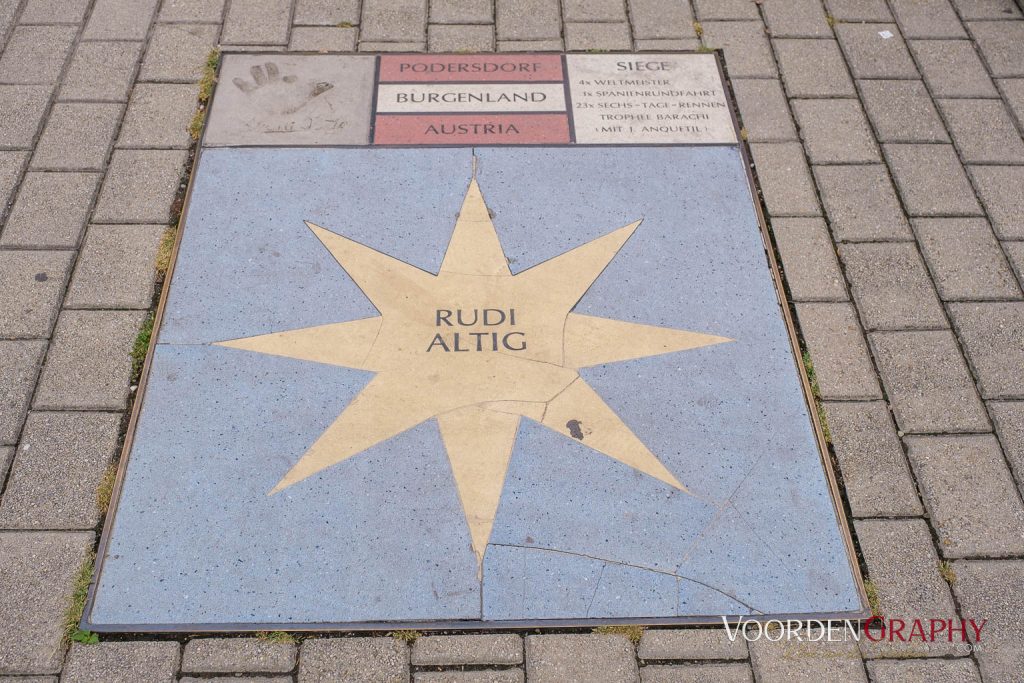 PODERSDORF
BURGENLAND
AUSTRIA
SIEGE
4x WELTMEISTER
1x SPANIENRUNDFAHRT
23x SECHS-TAGE-RENNEN
TROPHEE BARACHI
(MIT J. ANQUETIL)
RUDI
ALTIG
VOORDENGRAPHY
.COM